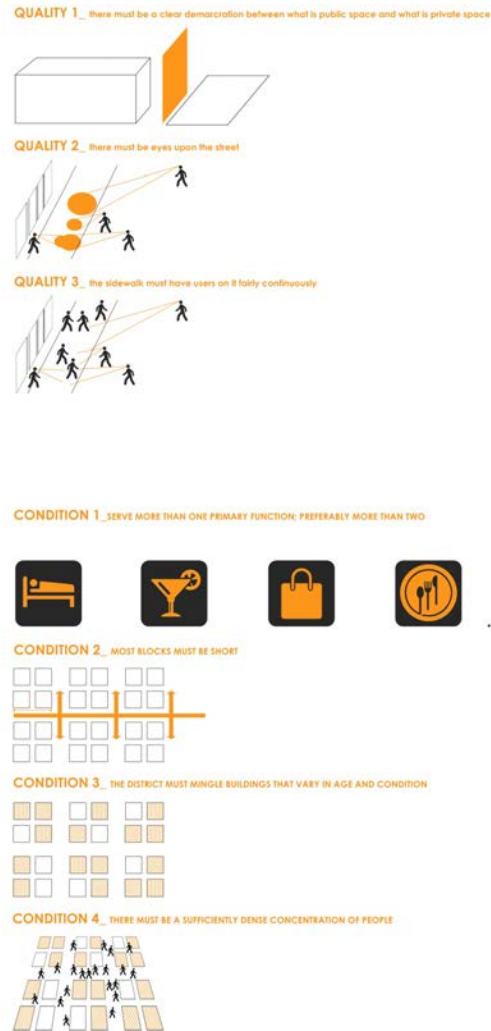 QUALITY 1_ there must be a clear demarcration between what is public space and what is private space
QUALITY 2_ there must be eyes upon the street
QUALITY 3_ the sidewalk must have users on it fairly continuously
CONDITION 1_SERVE MORE THAN ONE PRIMARY FUNCTION; PREFERABLY MORE THAN TWO
CONDITION 2_ MOST BLOCKS MUST BE SHORT
CONDITION 3_ THE DISTRICT MUST MINGLE BUILDINGS THAT VARY IN AGE AND CONDITION
CONDITION 4_ THERE MUST BE A SUFFICIENTLY DENSE CONCENTRATION OF PEOPLE